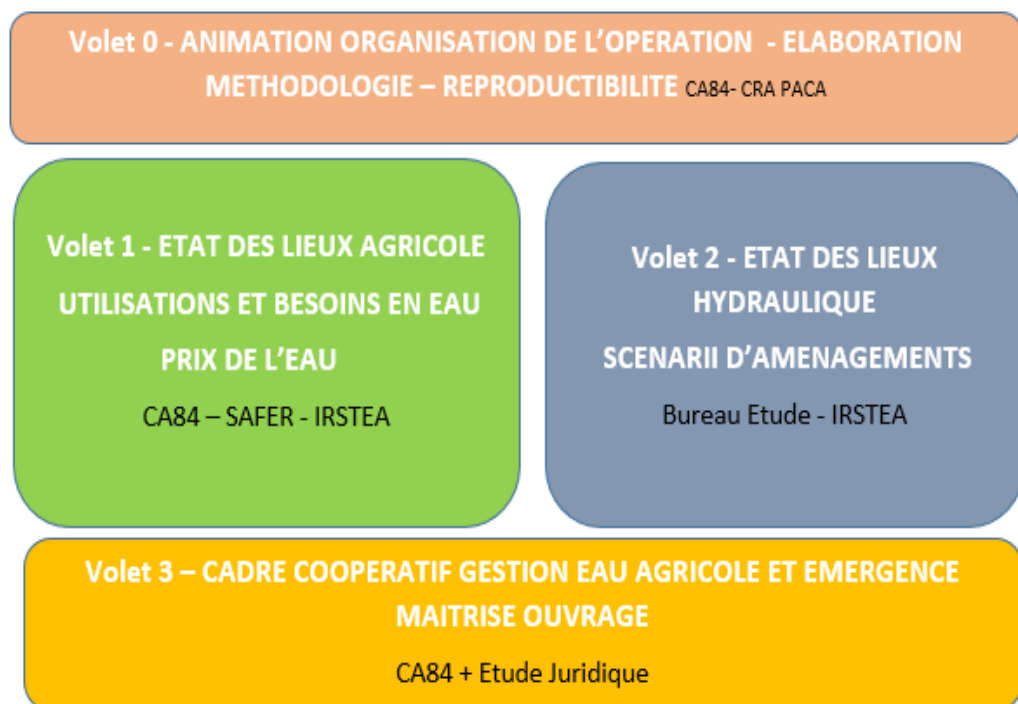 Volet 0 - ANIMATION ORGANISATION DE L'OPERATION - ELABORATION
METHODOLOGIE – REPRODUCTIBILITE CA84- CRA PACA
Volet 1 - ETAT DES LIEUX AGRICOLE
UTILISATIONS ET BESOINS EN EAU
PRIX DE L'EAU
CA84 – SAFER - IRSTEA
Volet 2 - ETAT DES LIEUX
HYDRAULIQUE
SCENARII D'AMENAGEMENTS
Bureau Etude - IRSTEA
Volet 3 – CADRE COOPERATIF GESTION EAU AGRICOLE ET EMERGENCE
MAITRISE OUVRAGE
CA84 + Etude Juridique